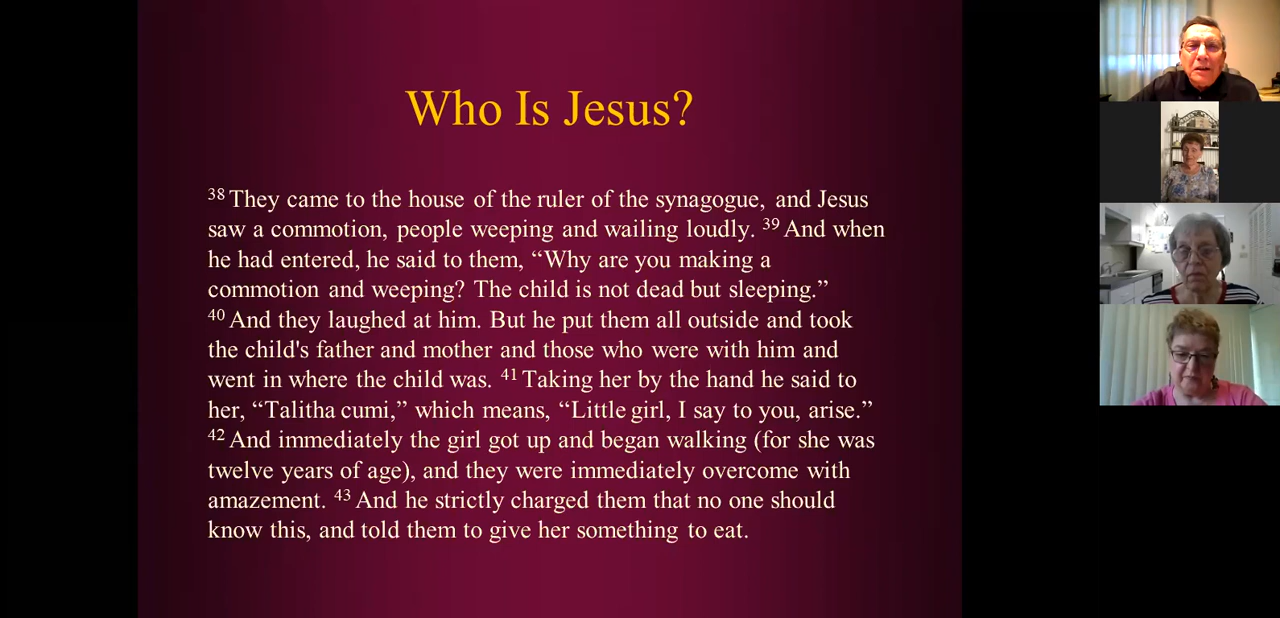 Who Is Jesus?
38 They came to the house of the ruler of the synagogue, and Jesus
saw a commotion, people weeping and wailing loudly. 39 And when
he had entered, he said to them, “Why are you making a
commotion and weeping? The child is not dead but sleeping.”
40 And they laughed at him. But he put them all outside and took
the child's father and mother and those who were with him and
went in where the child was. 41 Taking her by the hand he said to
her, “Talitha cumi,” which means, “Little girl, I say to you, arise.”
42 And immediately the girl got up and began walking (for she was
twelve years of age), and they were immediately overcome with
amazement. 43 And he strictly charged them that no one should
know this, and told them to give her something to eat.